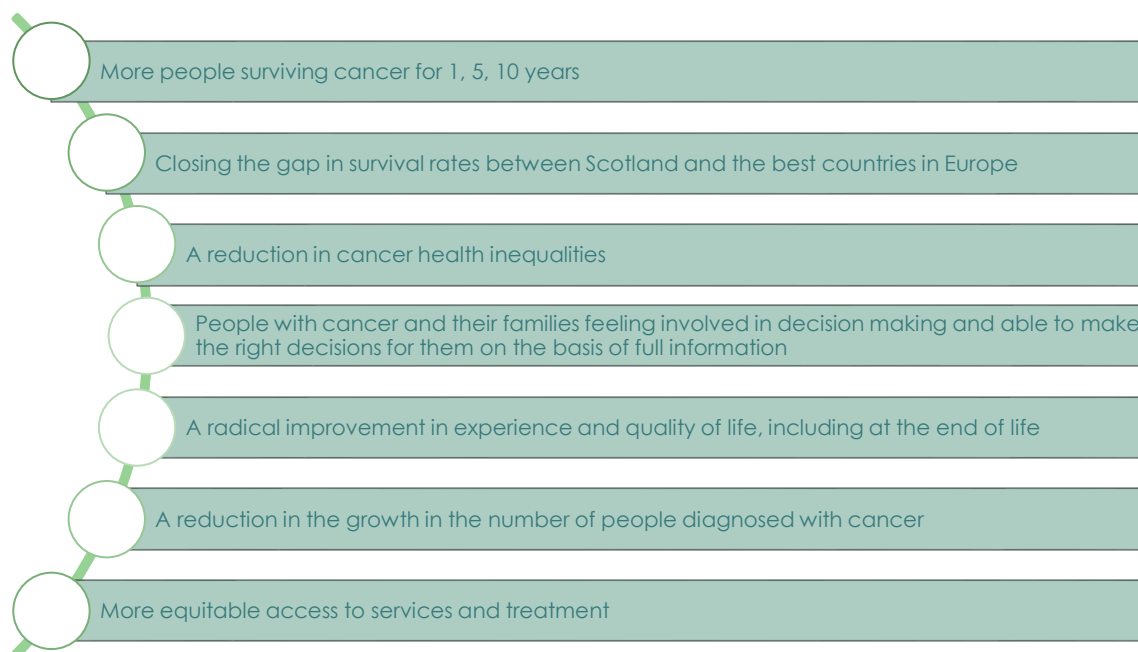 More people surviving cancer for 1, 5, 10 years
Closing the gap in survival rates between Scotland and the best countries in Europe
A reduction in cancer health inequalities
People with cancer and their families feeling involved in decision making and able to make
the right decisions for them on the basis of full information
A radical improvement in experience and quality of life, including at the end of life
A reduction in the growth in the number of people diagnosed with cancer
More equitable access to services and treatment